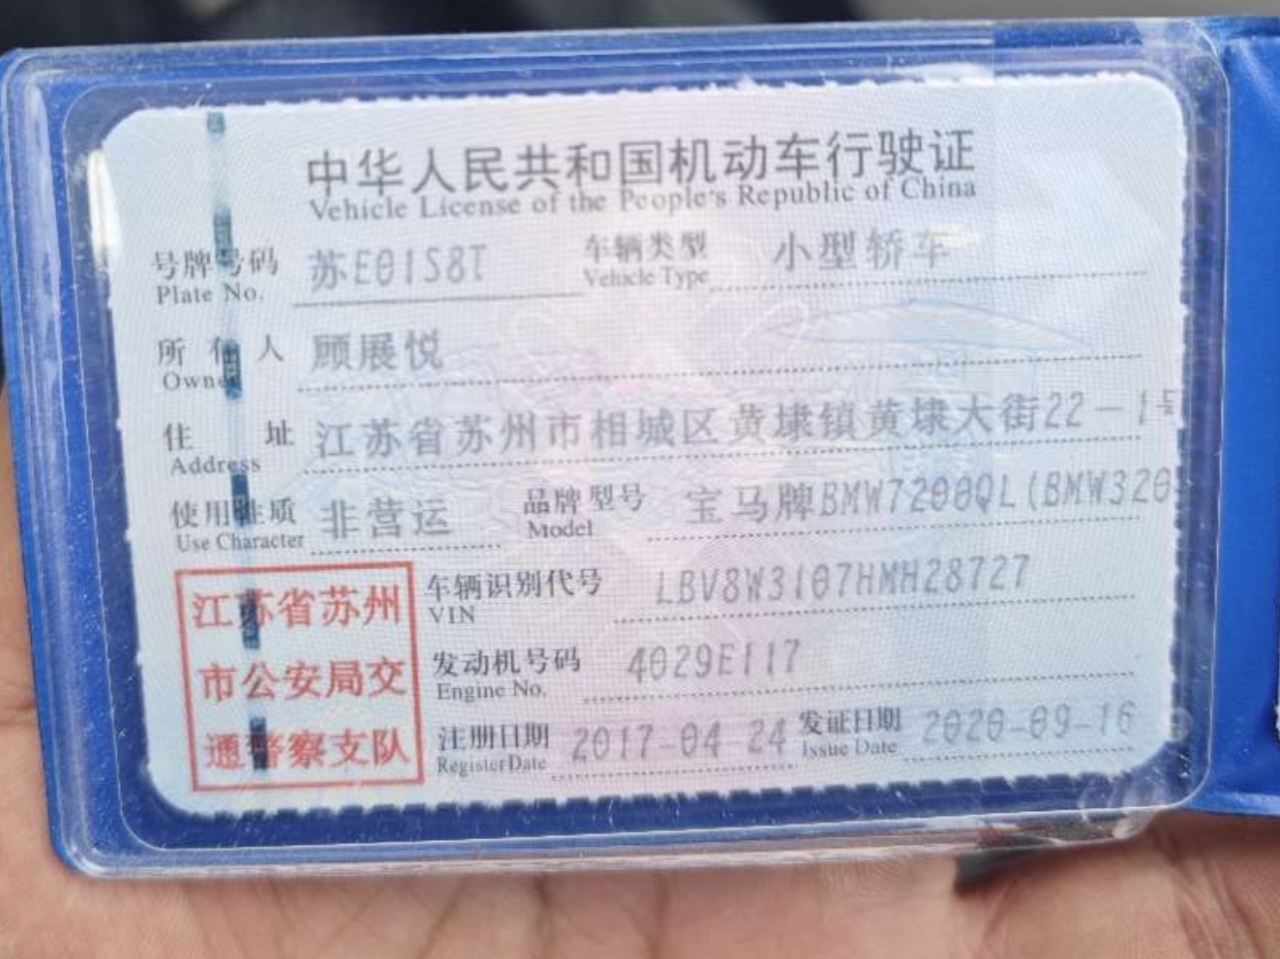 中华人民共和国机动车行驶证
Vehicle License of the People's Republic of China
号牌号码 苏E01S8T 车辆类型 小型轿车
Plate No. Vehicle Type
所有人 顾展悦
Owner
住址 江苏省苏州市相城区黄埭镇黄埭大街22-1号
Address
使用性质 非营运 品牌型号 宝马牌BMW7200QL(BMW320
Use Character Model
江苏省苏州
市公安局交
通警察支队
车辆识别代号 LBV8W3107HMH28727
VIN
发动机号码 4029E117
Engine No.
注册日期 2017-04-24 发证日期 2020-09-16
Register Date Issue Date